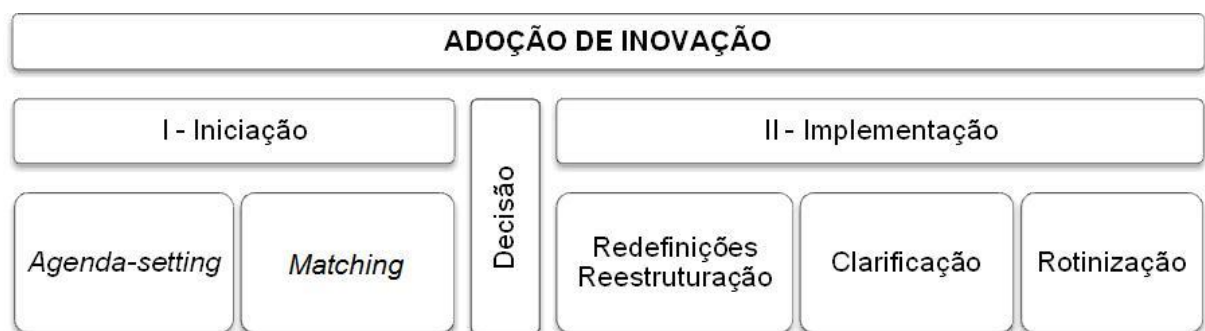 ADOÇÃO DE INOVAÇÃO
I - Iniciação
Decisão
II - Implementação
Agenda-setting
Matching
Redefinições
Reestruturação
Clarificação
Rotinização